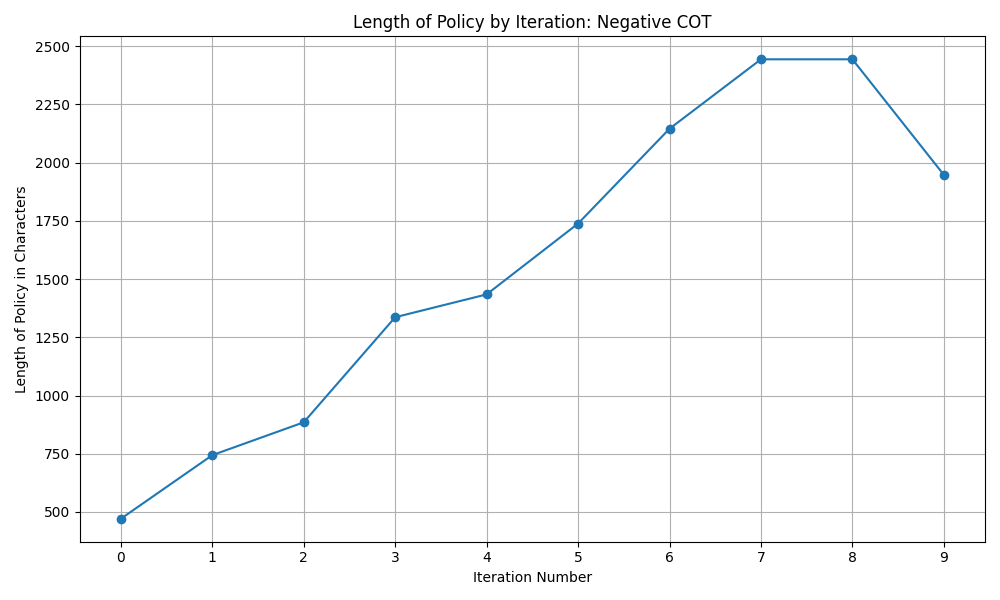 Length of Policy by Iteration: Negative COT
2500
2250
2000
1750
1500
1250
1000
750
500
Length of Policy in Characters
0 1 2 3 4 5 6 7 8 9
Iteration Number